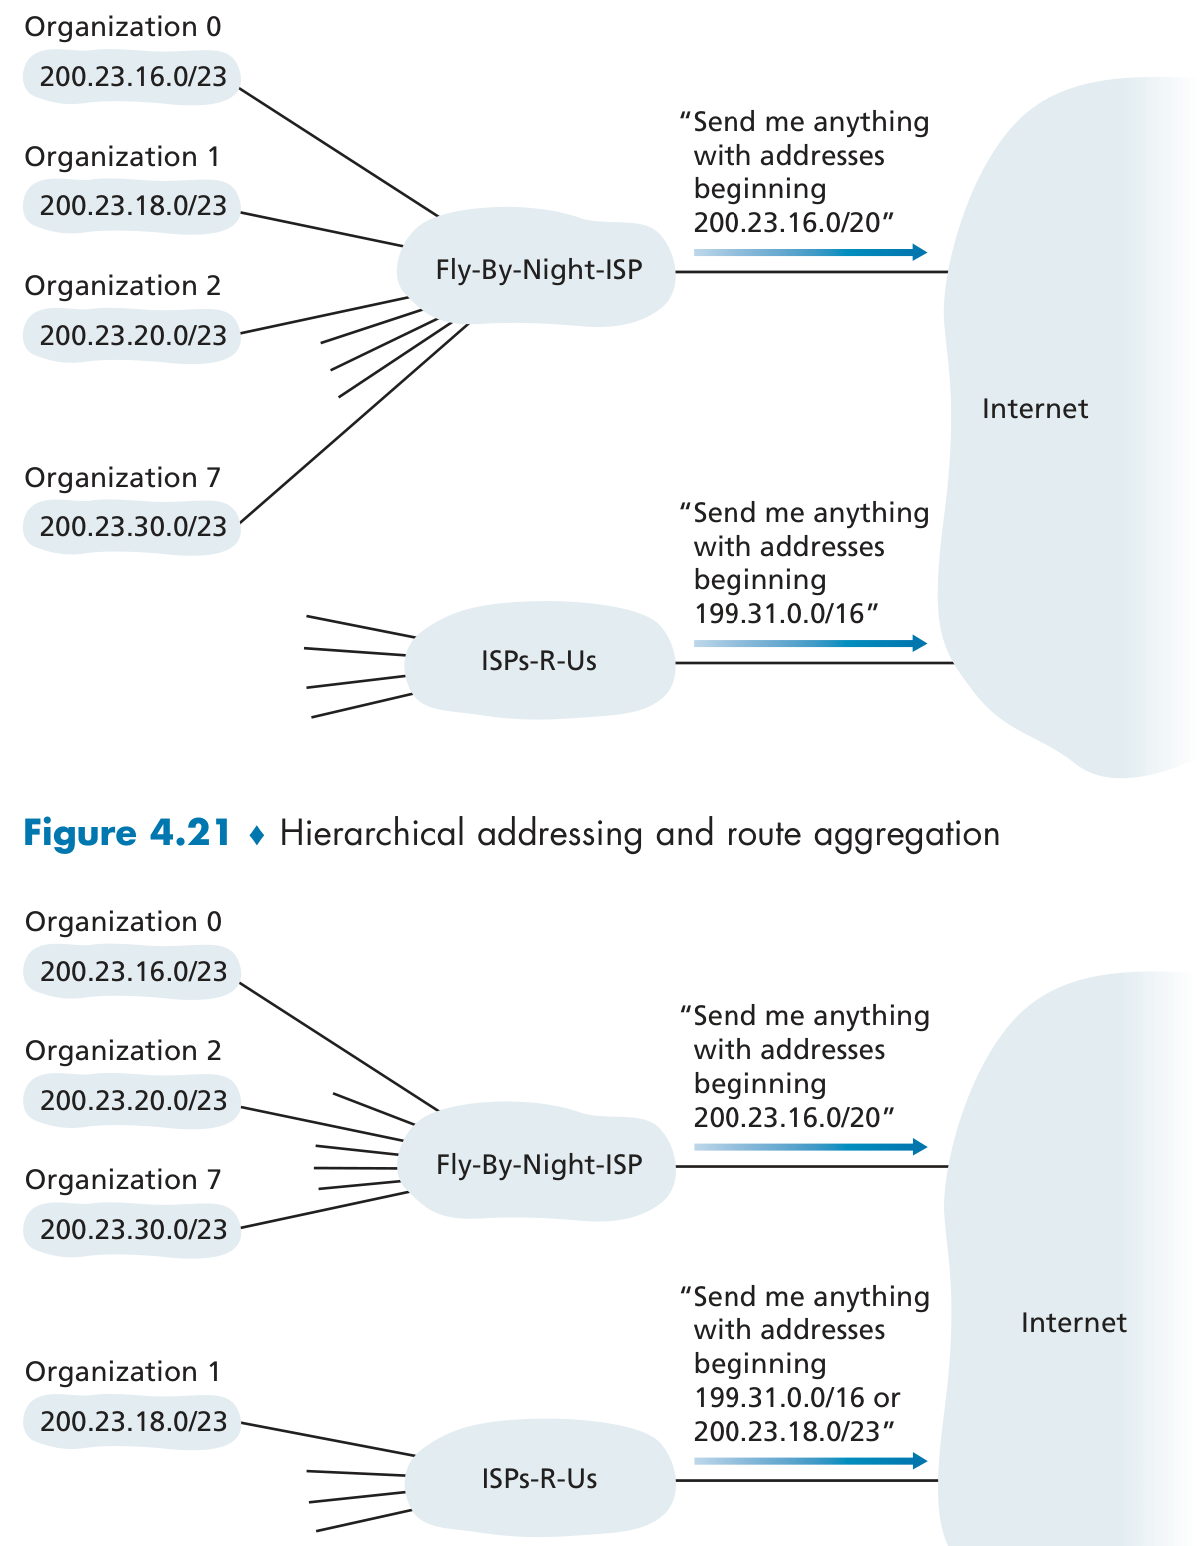 Organization 0
200.23.16.0/23
Organization 1
200.23.18.0/23
Organization 2
200.23.20.0/23
Organization 7
200.23.30.0/23
Fly-By-Night-ISP
“Send me anything
with addresses
beginning
200.23.16.0/20”
Internet
ISPs-R-Us
“Send me anything
with addresses
beginning
199.31.0.0/16”
Figure 4.21 ♦ Hierarchical addressing and route aggregation
Organization 0
200.23.16.0/23
Organization 2
200.23.20.0/23
Organization 7
200.23.30.0/23
Fly-By-Night-ISP
“Send me anything
with addresses
beginning
200.23.16.0/20”
Internet
Organization 1
200.23.18.0/23
ISPs-R-Us
“Send me anything
with addresses
beginning
199.31.0.0/16 or
200.23.18.0/23”